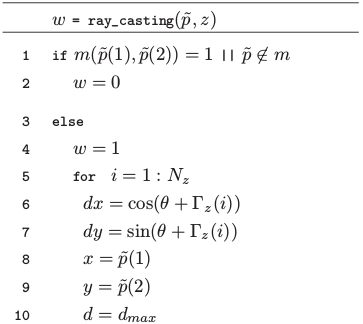 w = ray_casting(p̃, z)
1 if m(p̃(1), p̃(2)) = 1 || p̃ ∉ m
2 w = 0
3 else
4 w = 1
5 for i = 1 : N_z
6 dx = cos(θ + Γ_z(i))
7 dy = sin(θ + Γ_z(i))
8 x = p̃(1)
9 y = p̃(2)
10 d = d_max